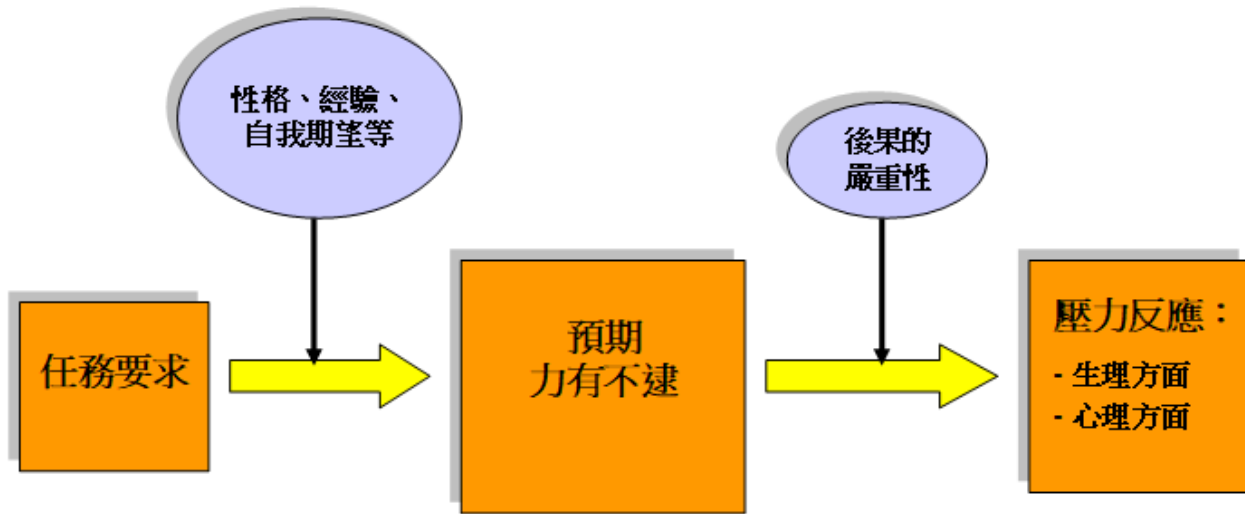 性格、經驗、
自我期望等
後果的
嚴重性
任務要求
預期
力有不逮
壓力反應：
- 生理方面
- 心理方面